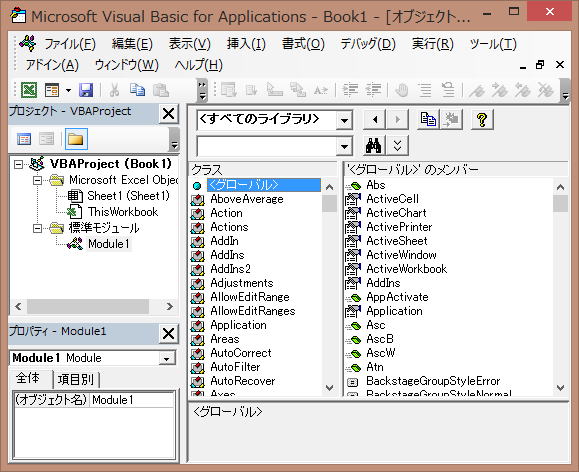 Microsoft Visual Basic for Applications - Book1 - [オブジェクト...
ファイル(F) 編集(E) 表示(V) 挿入(I) 書式(O) デバッグ(D) 実行(R) ツール(T)
アドイン(A) ウィンドウ(W) ヘルプ(H)
プロジェクト - VBAProject
VBAProject (Book1)
Microsoft Excel Objec
Sheet1 (Sheet1)
ThisWorkbook
標準モジュール
Module1
プロパティ - Module1
Module1 Module
全体 項目別
(オブジェクト名) Module1
<すべてのライブラリ>
クラス
<グローバル>
AboveAverage
Action
Actions
AddIn
AddIns
AddIns2
Adjustments
AllowEditRange
AllowEditRanges
Application
Areas
AutoCorrect
AutoFilter
AutoRecover
Axes
'<グローバル>' のメンバー
Abs
ActiveCell
ActiveChart
ActivePrinter
ActiveSheet
ActiveWindow
ActiveWorkbook
AddIns
AppActivate
Application
Asc
AscB
AscW
Atn
BackstageGroupStyleError
BackstageGroupStyleNormal
<グローバル>